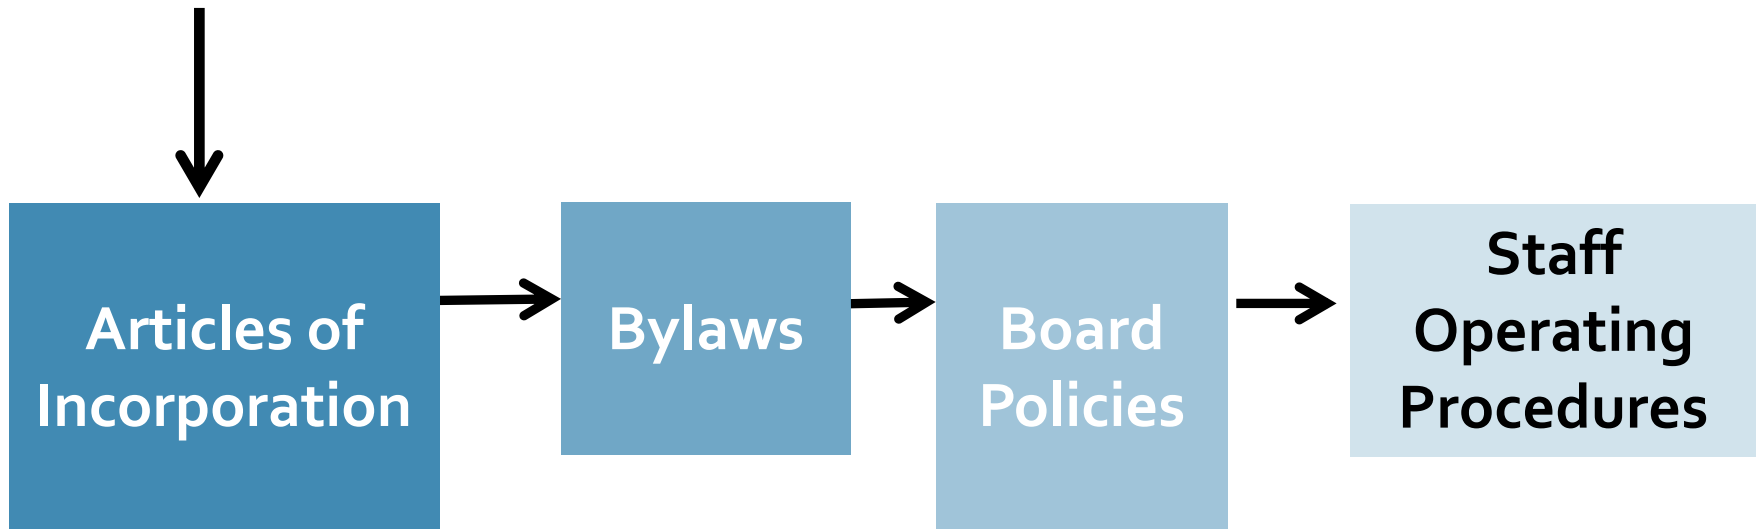 Articles of
Incorporation
Bylaws
Board
Policies
Staff
Operating
Procedures